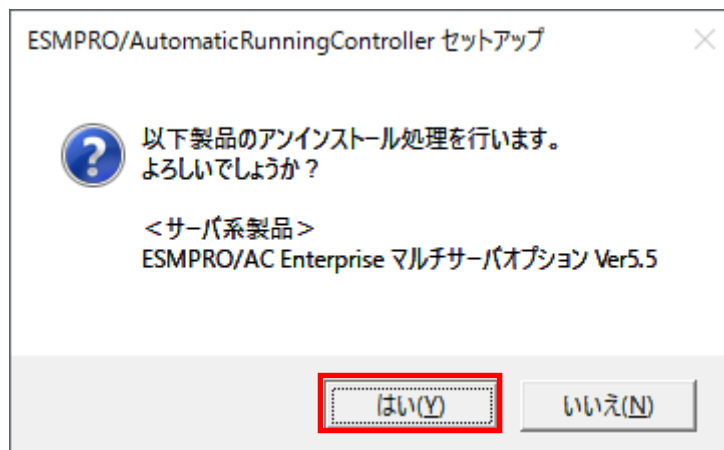 ESMPRO/AutomaticRunningController セットアップ
以下製品のアンインストール処理を行います。
よろしいでしょうか？
＜サーバ系製品＞
ESMPRO/AC Enterprise マルチサーバオプション Ver5.5
はい(Y)
いいえ(N)